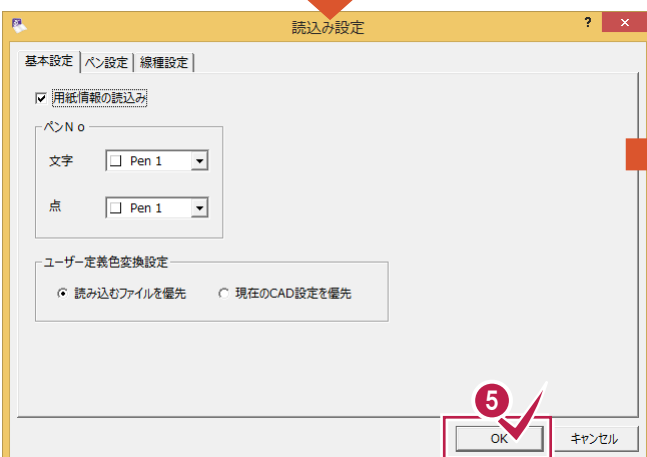 読込み設定
? ×
基本設定 ペン設定 線種設定
用紙情報の読込み
ペンNo
文字 Pen 1
点 Pen 1
ユーザー定義色変換設定
読み込むファイルを優先 現在のCAD設定を優先
5
OK キャンセル